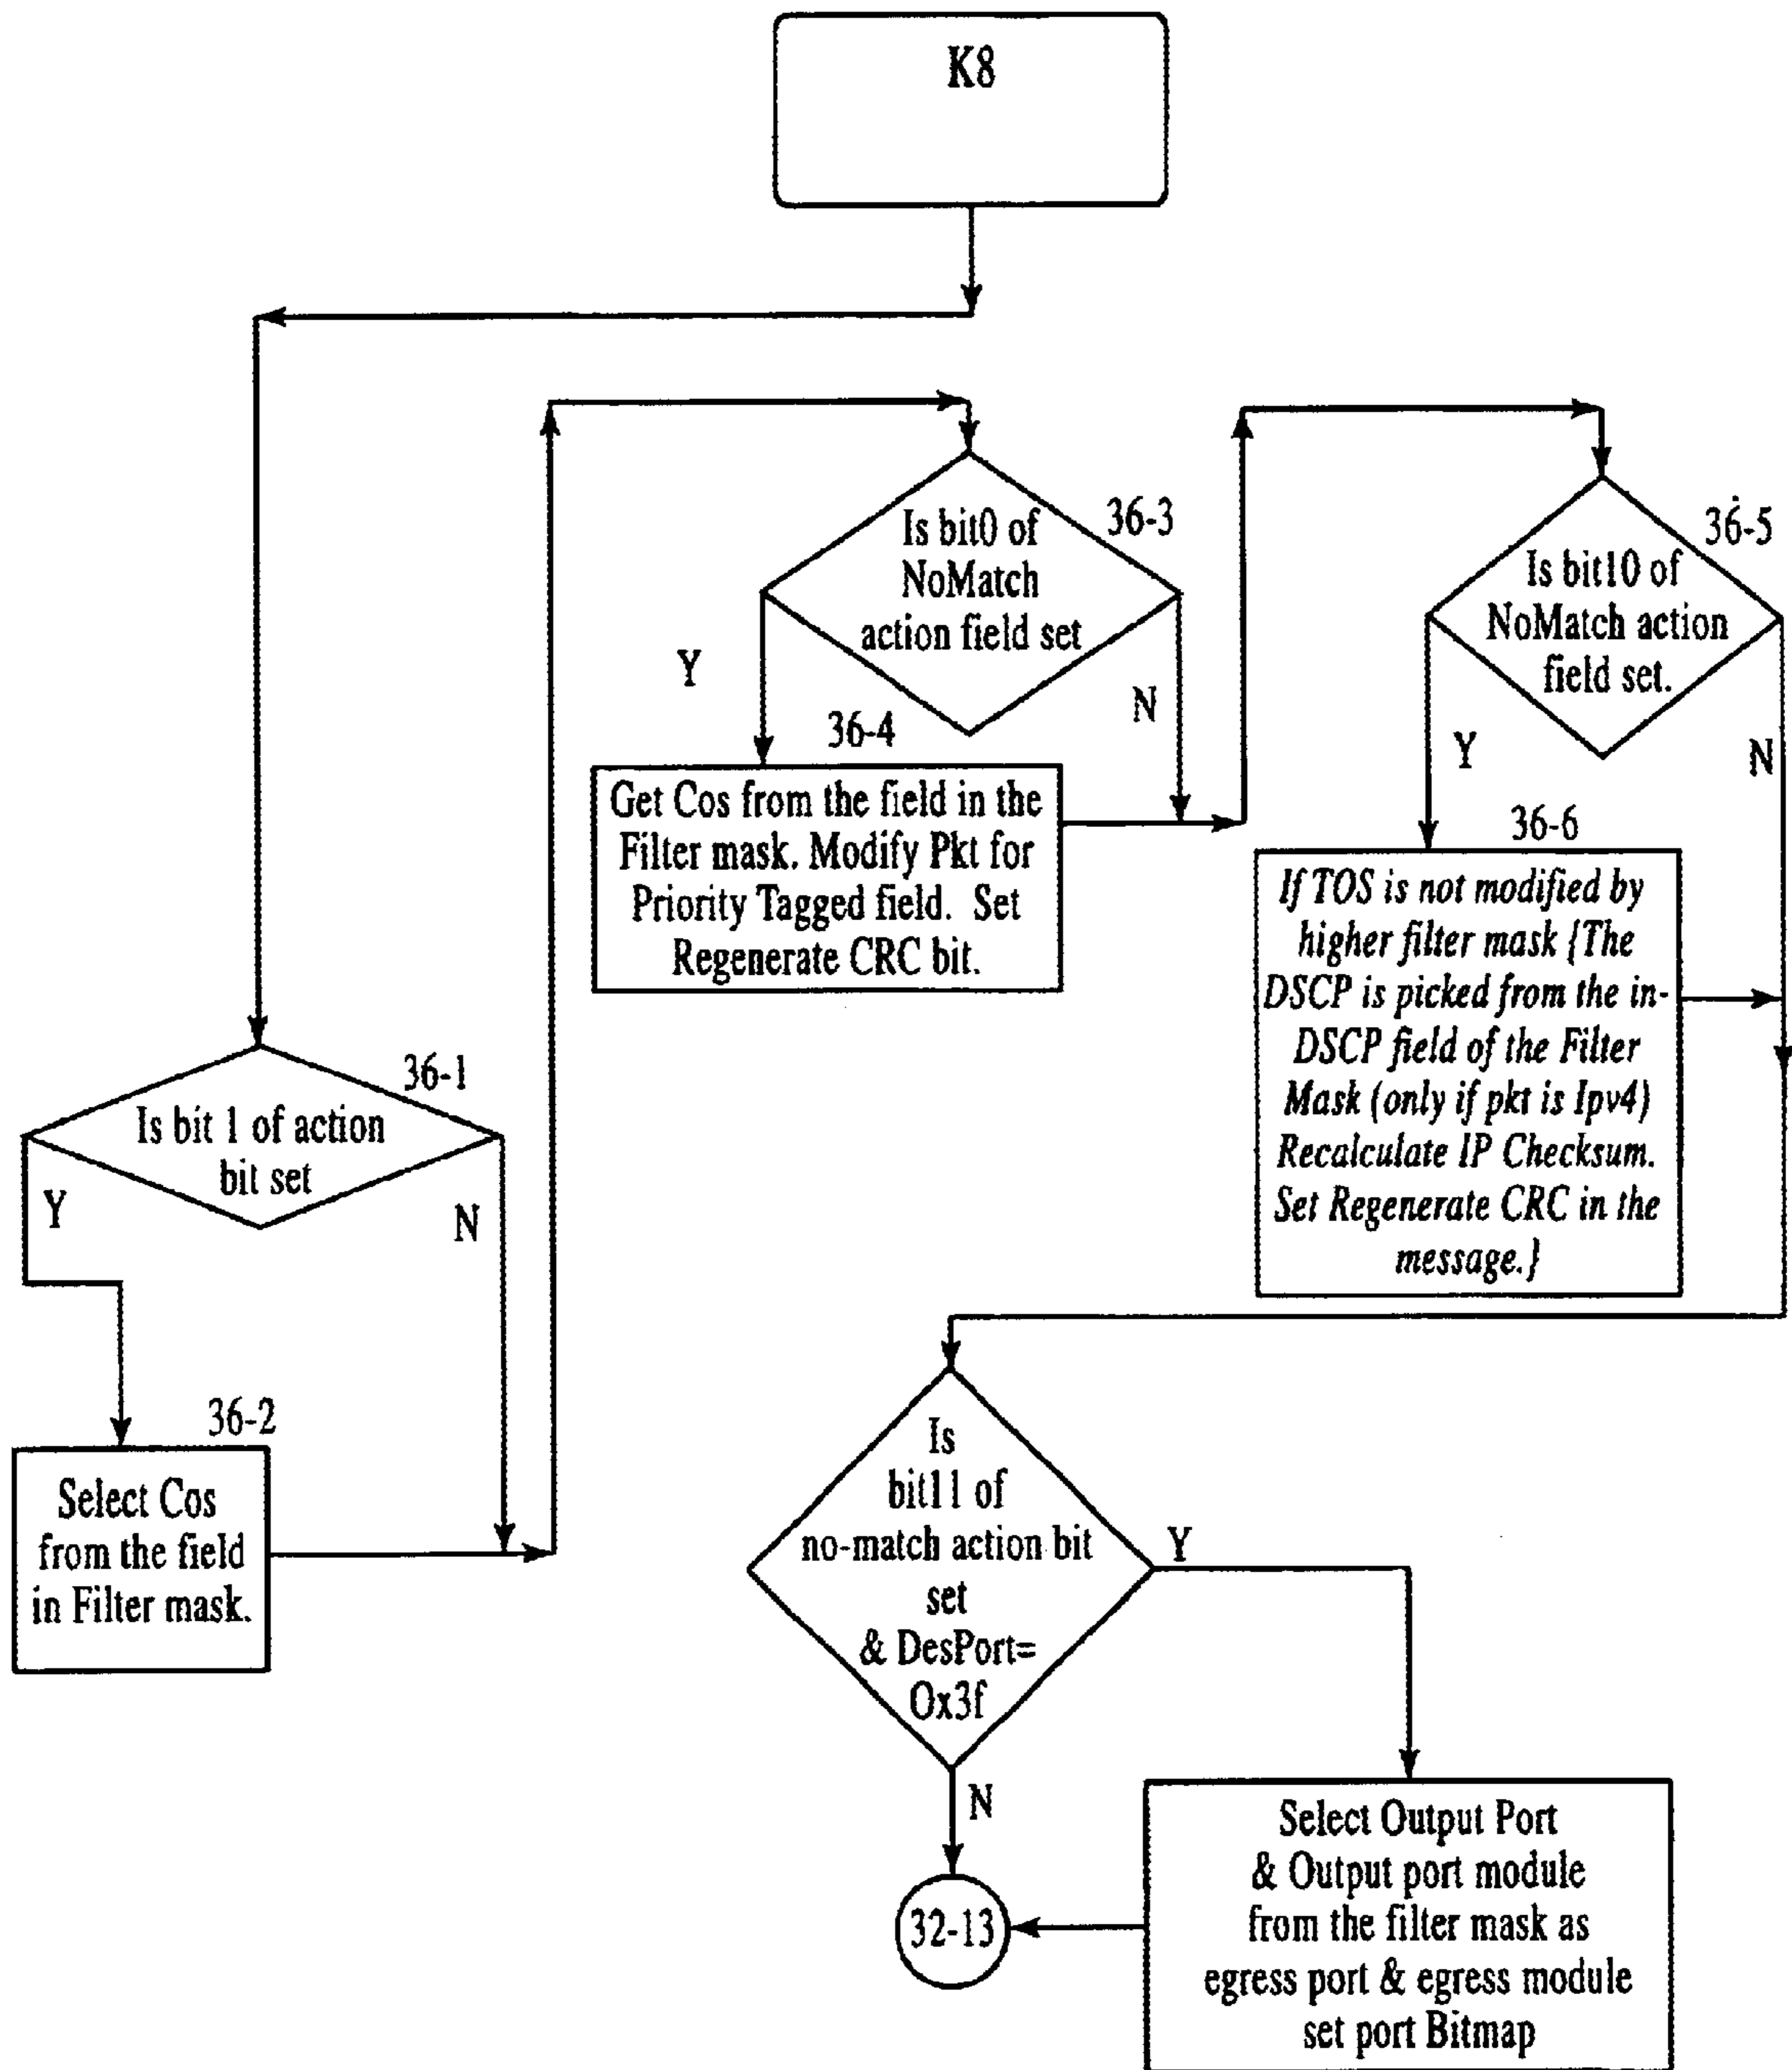 K8
36-1
Is bit 1 of action
bit set
Y
N
36-2
Select Cos
from the field
in Filter mask.
36-3
Is bit0 of
NoMatch
action field set
Y
N
36-4
Get Cos from the field in the
Filter mask. Modify Pkt for
Priority Tagged field. Set
Regenerate CRC bit.
36-5
Is bit10 of
NoMatch action
field set.
Y
N
36-6
If TOS is not modified by
higher filter mask {The
DSCP is picked from the in-
DSCP field of the Filter
Mask (only if pkt is Ipv4)
Recalculate IP Checksum.
Set Regenerate CRC in the
message.}
Is
bit11 of
no-match action bit
set
& DesPort=
Ox3f
Y
N
Select Output Port
& Output port module
from the filter mask as
egress port & egress module
set port Bitmap
32-13